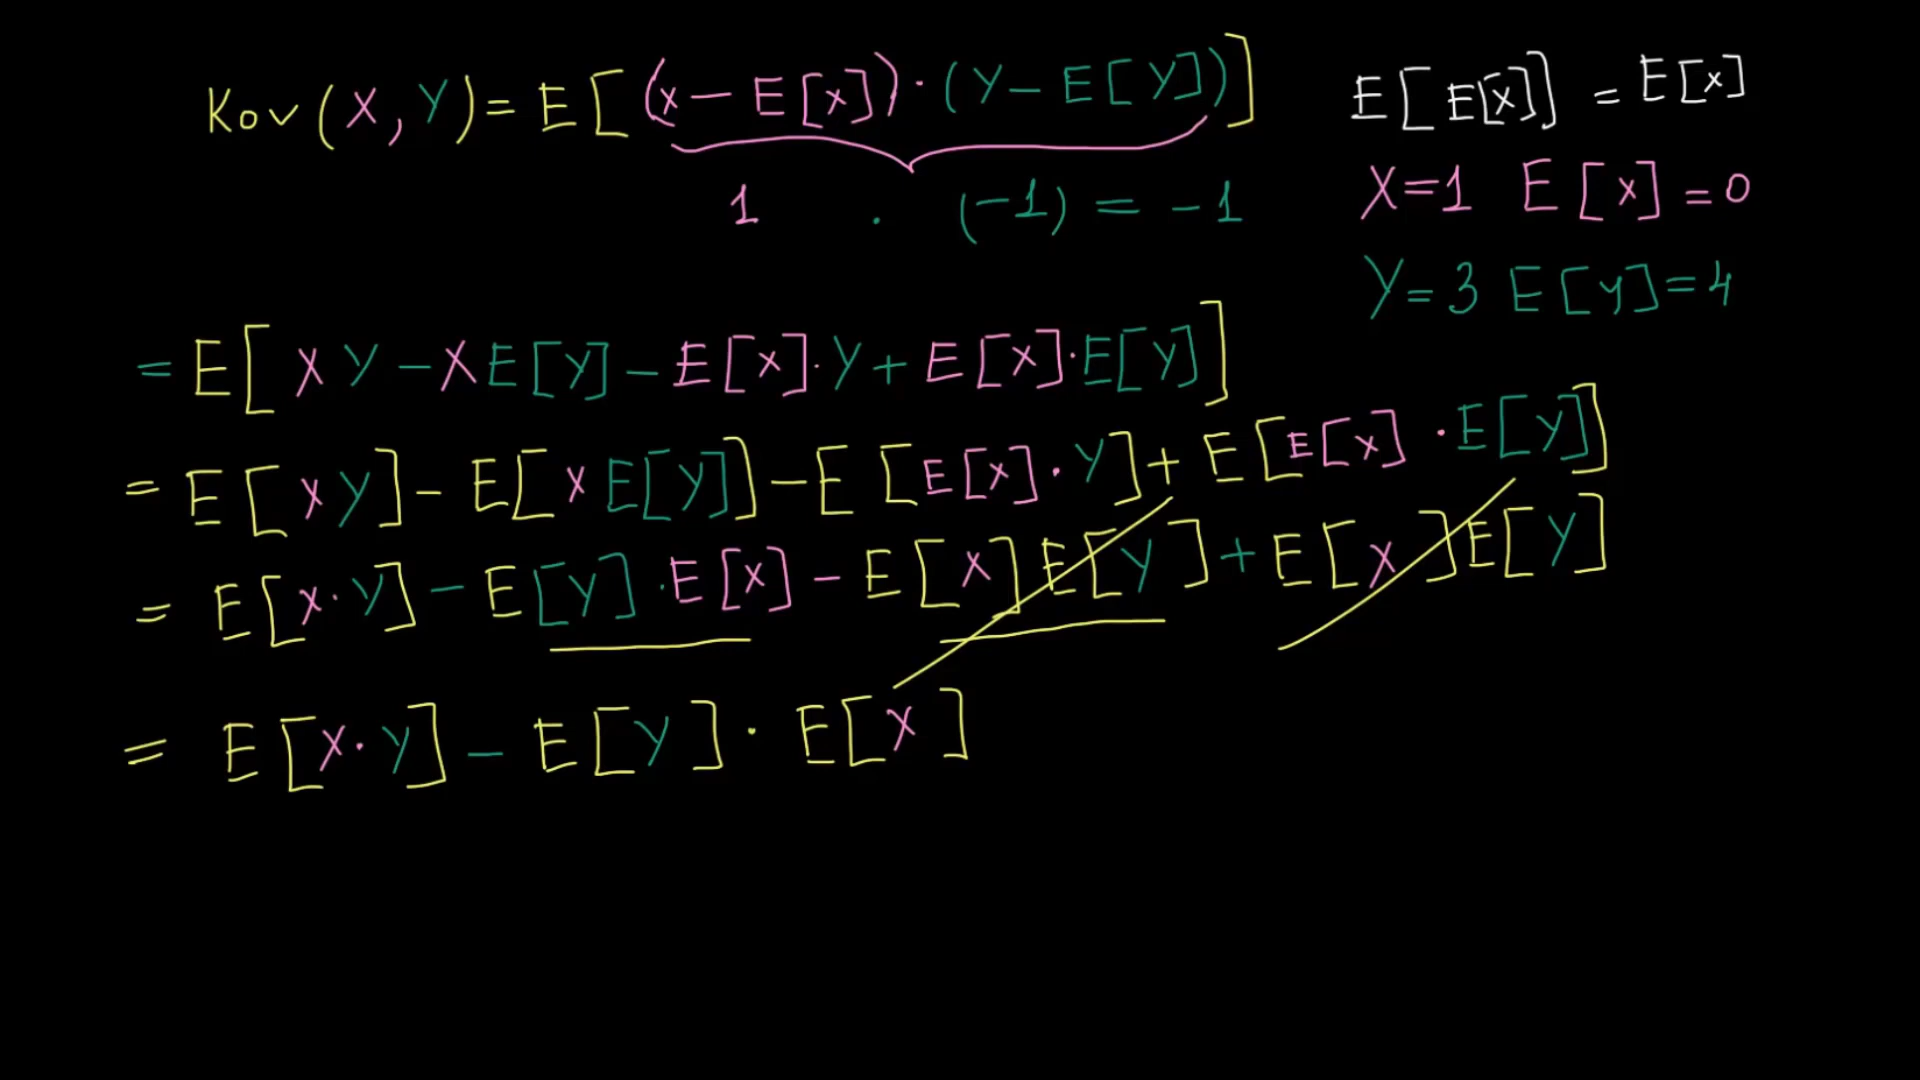 Kov(X,Y)=E[(x-E[x])·(Y-E[Y])]
E[E[x]]=E[x]
1 · (-1)=-1
X=1 E[x]=0
Y=3 E[y]=4
=E[XY-XE[y]-E[x]·Y+E[x]·E[y]]
=E[XY]-E[XE[y]]-E[E[x]·Y]+E[E[x]·E[y]]
=E[X·Y]-E[Y]·E[X]-E[X]E[Y]+E[X]E[Y]
=E[X·Y]-E[Y]·E[X]